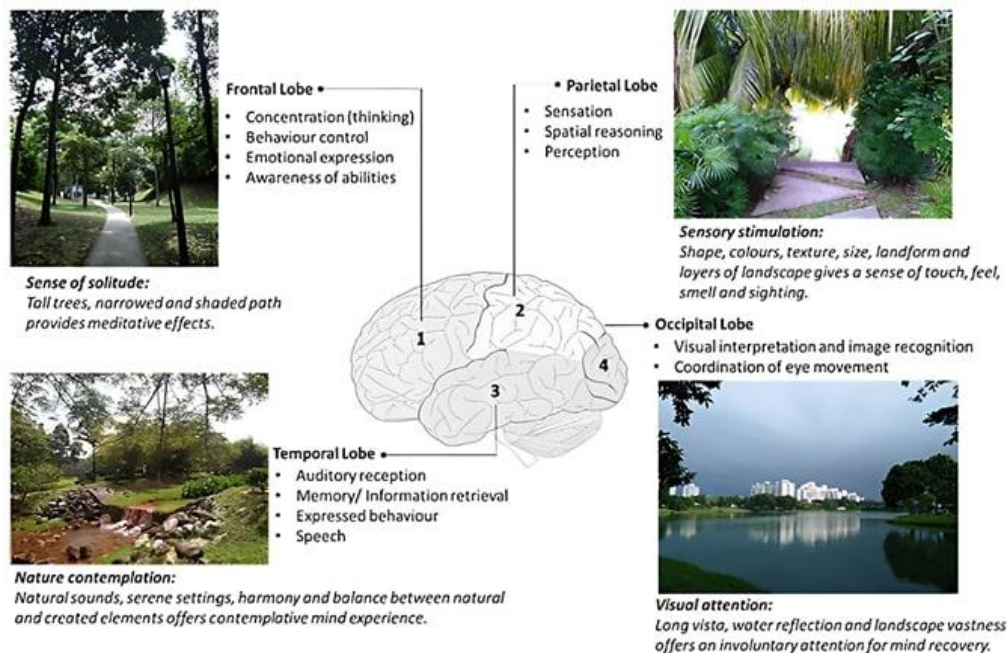 Frontal Lobe
• Concentration (thinking)
• Behaviour control
• Emotional expression
• Awareness of abilities
Sense of solitude:
Tall trees, narrowed and shaded path
provides meditative effects.
Parietal Lobe
• Sensation
• Spatial reasoning
• Perception
Sensory stimulation:
Shape, colours, texture, size, landform and
layers of landscape gives a sense of touch, feel,
smell and sighting.
1
2
3
4
Temporal Lobe
• Auditory reception
• Memory/ Information retrieval
• Expressed behaviour
• Speech
Nature contemplation:
Natural sounds, serene settings, harmony and balance between natural
and created elements offers contemplative mind experience.
Occipital Lobe
• Visual interpretation and image recognition
• Coordination of eye movement
Visual attention:
Long vista, water reflection and landscape vastness
offers an involuntary attention for mind recovery.